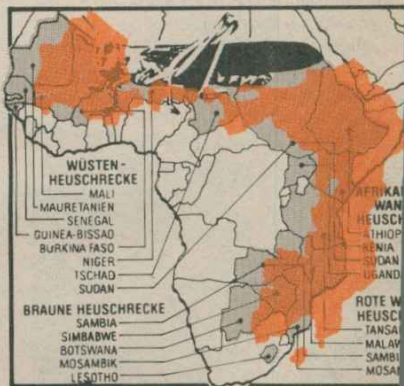 WÜSTEN-
HEUSCHRECKE
MALI
MAURETANIEN
SENEGAL
GUINEA-BISSAO
BURKINA FASO
NIGER
TSCHAD
SUDAN
BRAUNE HEUSCHRECKE
SAMBIA
SIMBABWE
BOTSWANA
MOSAMBIK
LESOTHO
AFRIKA
WAN
HEUSCH
ÄTHIOP
KENIA
SUDAN
UGAND
ROTE W
HEUSC
TANSA
MALAW
SAMBI
MOSAM